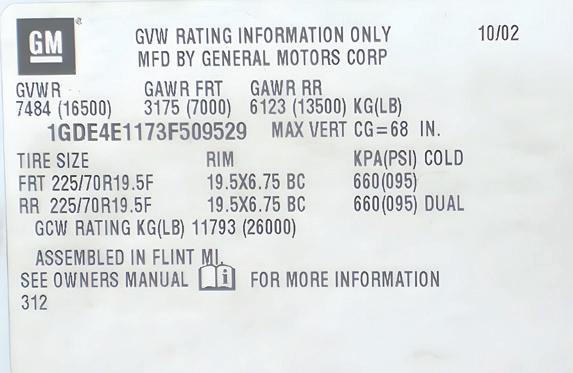 GM GVW RATING INFORMATION ONLY 10/02
MFD BY GENERAL MOTORS CORP
GVWR GAWR FRT GAWR RR
7484 (16500) 3175 (7000) 6123 (13500) KG(LB)
1GDE4E1173F509529 MAX VERT CG=68 IN.
TIRE SIZE RIM KPA(PSI) COLD
FRT 225/70R19.5F 19.5X6.75 BC 660(095)
RR 225/70R19.5F 19.5X6.75 BC 660(095) DUAL
GCW RATING KG(LB) 11793 (26000)
ASSEMBLED IN FLINT MI.
SEE OWNERS MANUAL i FOR MORE INFORMATION
312